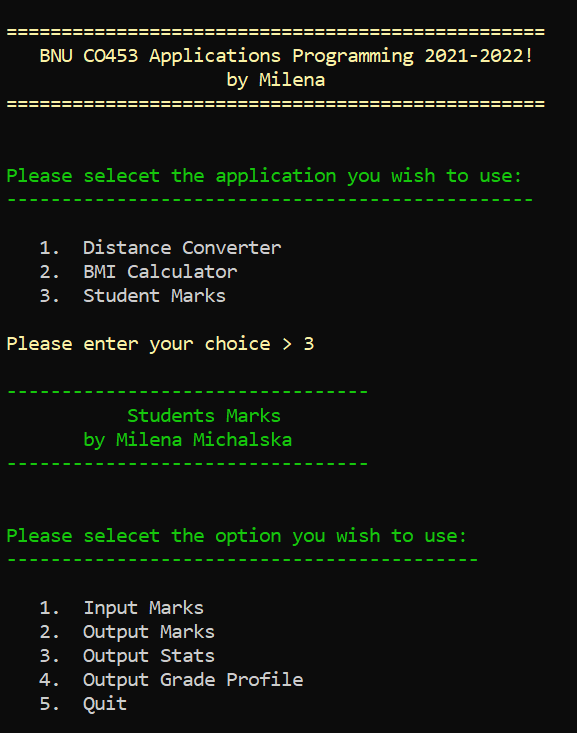 =================================================
BNU CO453 Applications Programming 2021-2022!
by Milena
=================================================
Please selecet the application you wish to use:
------------------------------------------------
1. Distance Converter
2. BMI Calculator
3. Student Marks
Please enter your choice > 3
---------------------------------
Students Marks
by Milena Michalska
---------------------------------
Please selecet the option you wish to use:
-------------------------------------------
1. Input Marks
2. Output Marks
3. Output Stats
4. Output Grade Profile
5. Quit